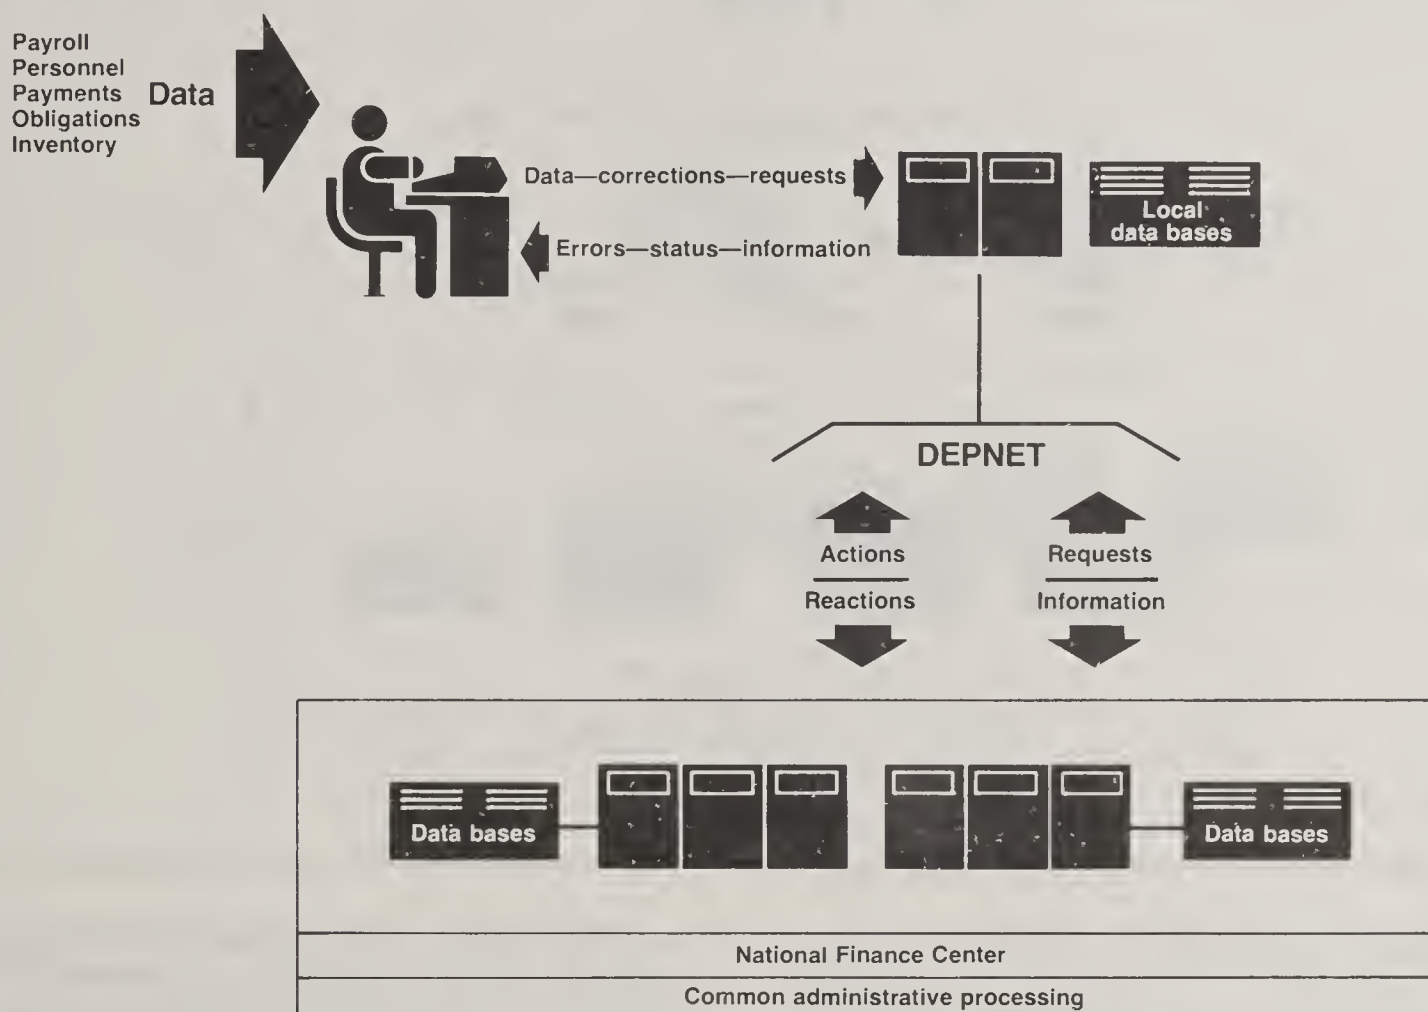 Payroll
Personnel
Payments
Obligations
Inventory
Data
Data—corrections—requests
Errors—status—information
Local
data bases
DEPNET
Actions
Reactions
Requests
Information
Data bases
Data bases
National Finance Center
Common administrative processing